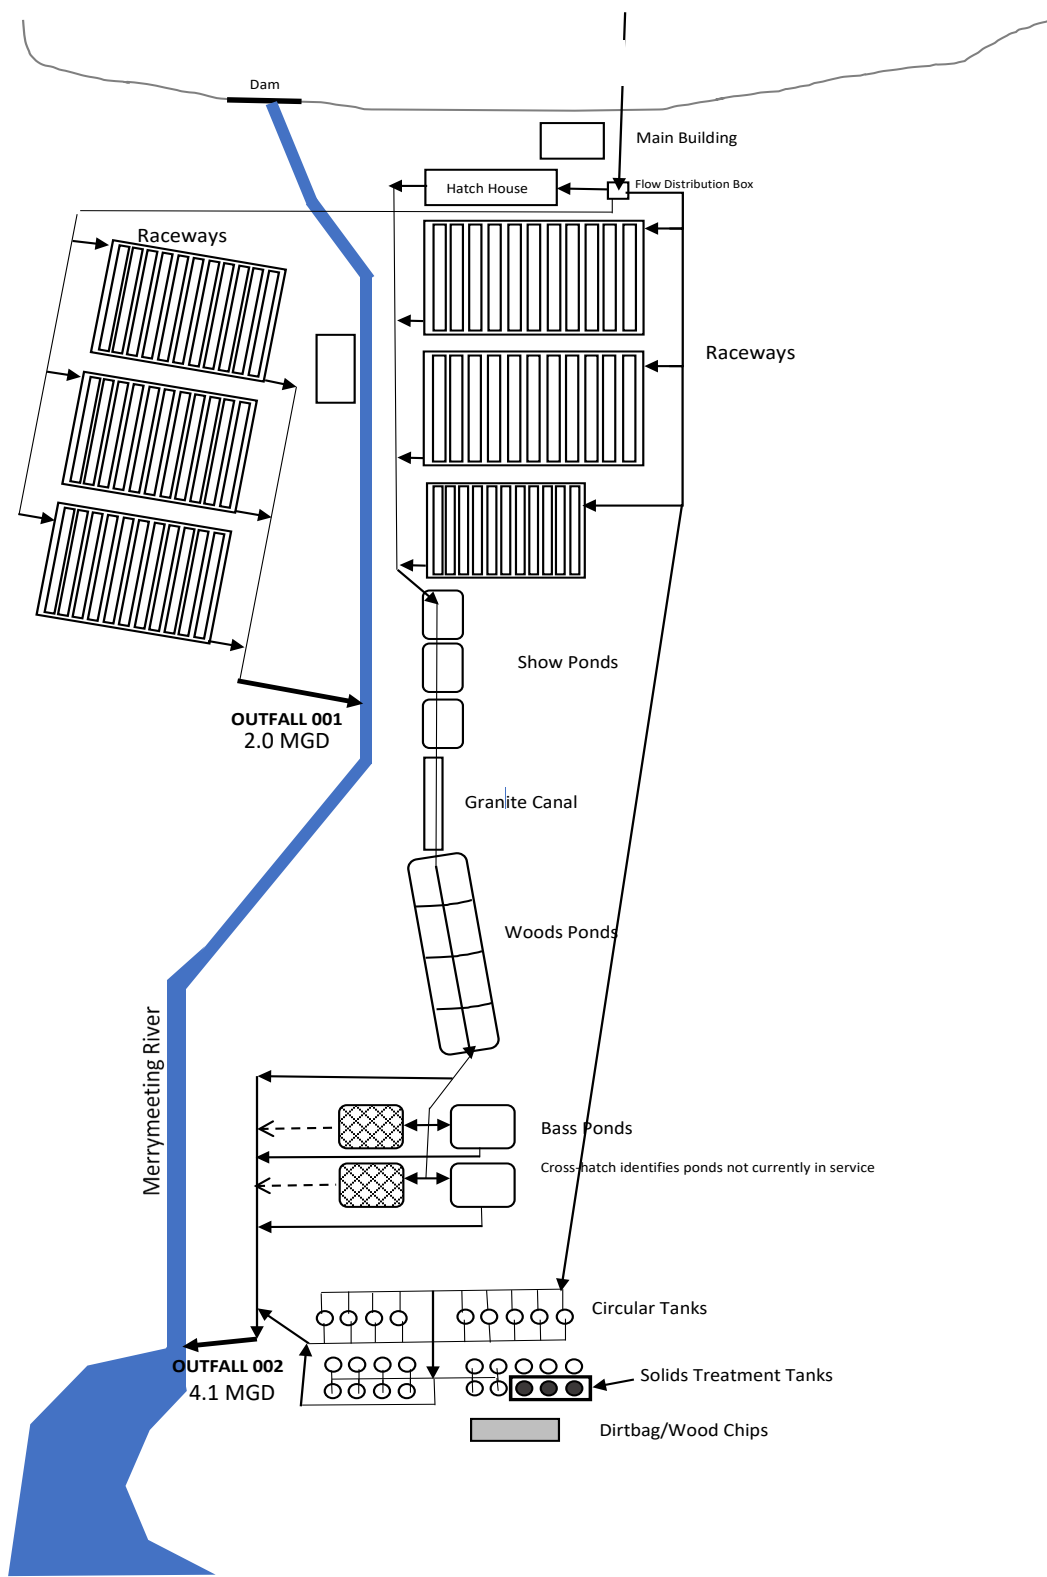 Dam
Main Building
Hatch House
Flow Distribution Box
Raceways
Raceways
Show Ponds
OUTFALL 001
2.0 MGD
Granite Canal
Woods Ponds
Merrymeeting River
Bass Ponds
Cross-hatch identifies ponds not currently in service
Circular Tanks
OUTFALL 002
4.1 MGD
Solids Treatment Tanks
Dirtbag/Wood Chips